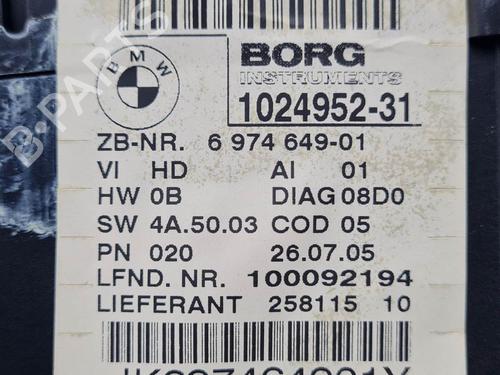 BMW
BORG
INSTRUMENTS
1024952-31
ZB-NR. 6 974 649-01
VI HD AI 01
HW 0B DIAG 08D0
SW 4A.50.03 COD 05
PN 020 26.07.05
LFND. NR. 100092194
LIEFERANT 258115 10
B-PARTS